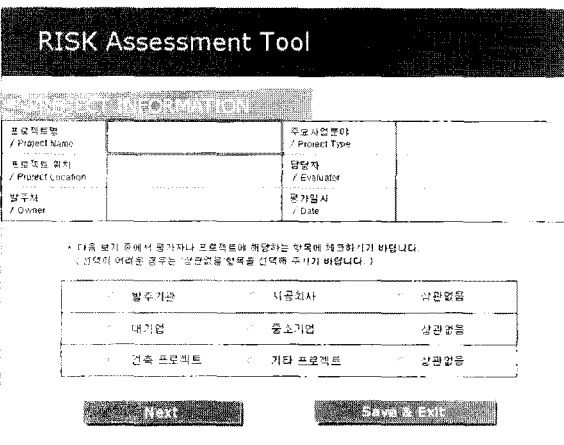 RISK Assessment Tool
PROJECT INFORMATION
프로젝트명
/ Project Name
주요사업분야
/ Project Type
프로젝트 위치
/ Project Location
담당자
/ Evaluator
발주처
/ Owner
평가일시
/ Date
* 다음 보기 중에서 평가자나 프로젝트에 해당하는 항목에 체크하시기 바랍니다.
( 선택이 어려운 경우는 '상관없음'항목을 선택해 주시기 바랍니다. )
발주기관 시공회사 상관없음
대기업 중소기업 상관없음
건축 프로젝트 기타 프로젝트 상관없음
Next Save & Exit